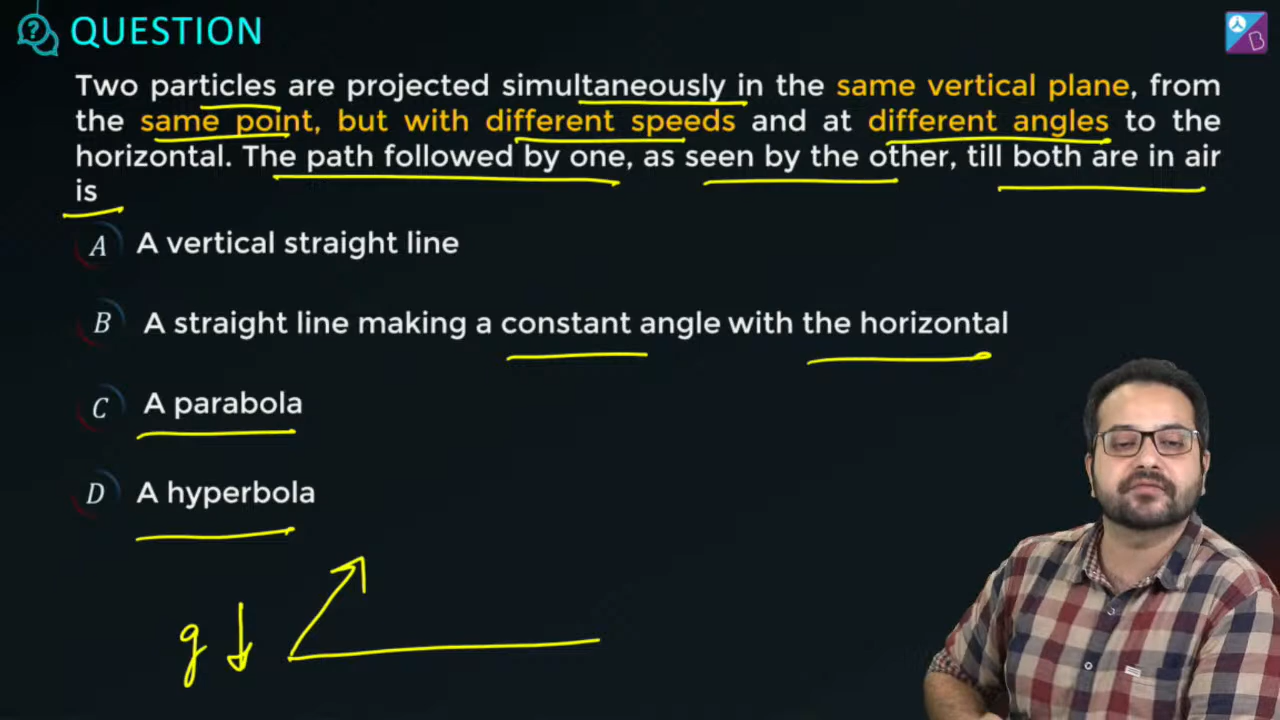 QUESTION
Two particles are projected simultaneously in the same vertical plane, from
the same point, but with different speeds and at different angles to the
horizontal. The path followed by one, as seen by the other, till both are in air
is
A A vertical straight line
B A straight line making a constant angle with the horizontal
C A parabola
D A hyperbola
g
B